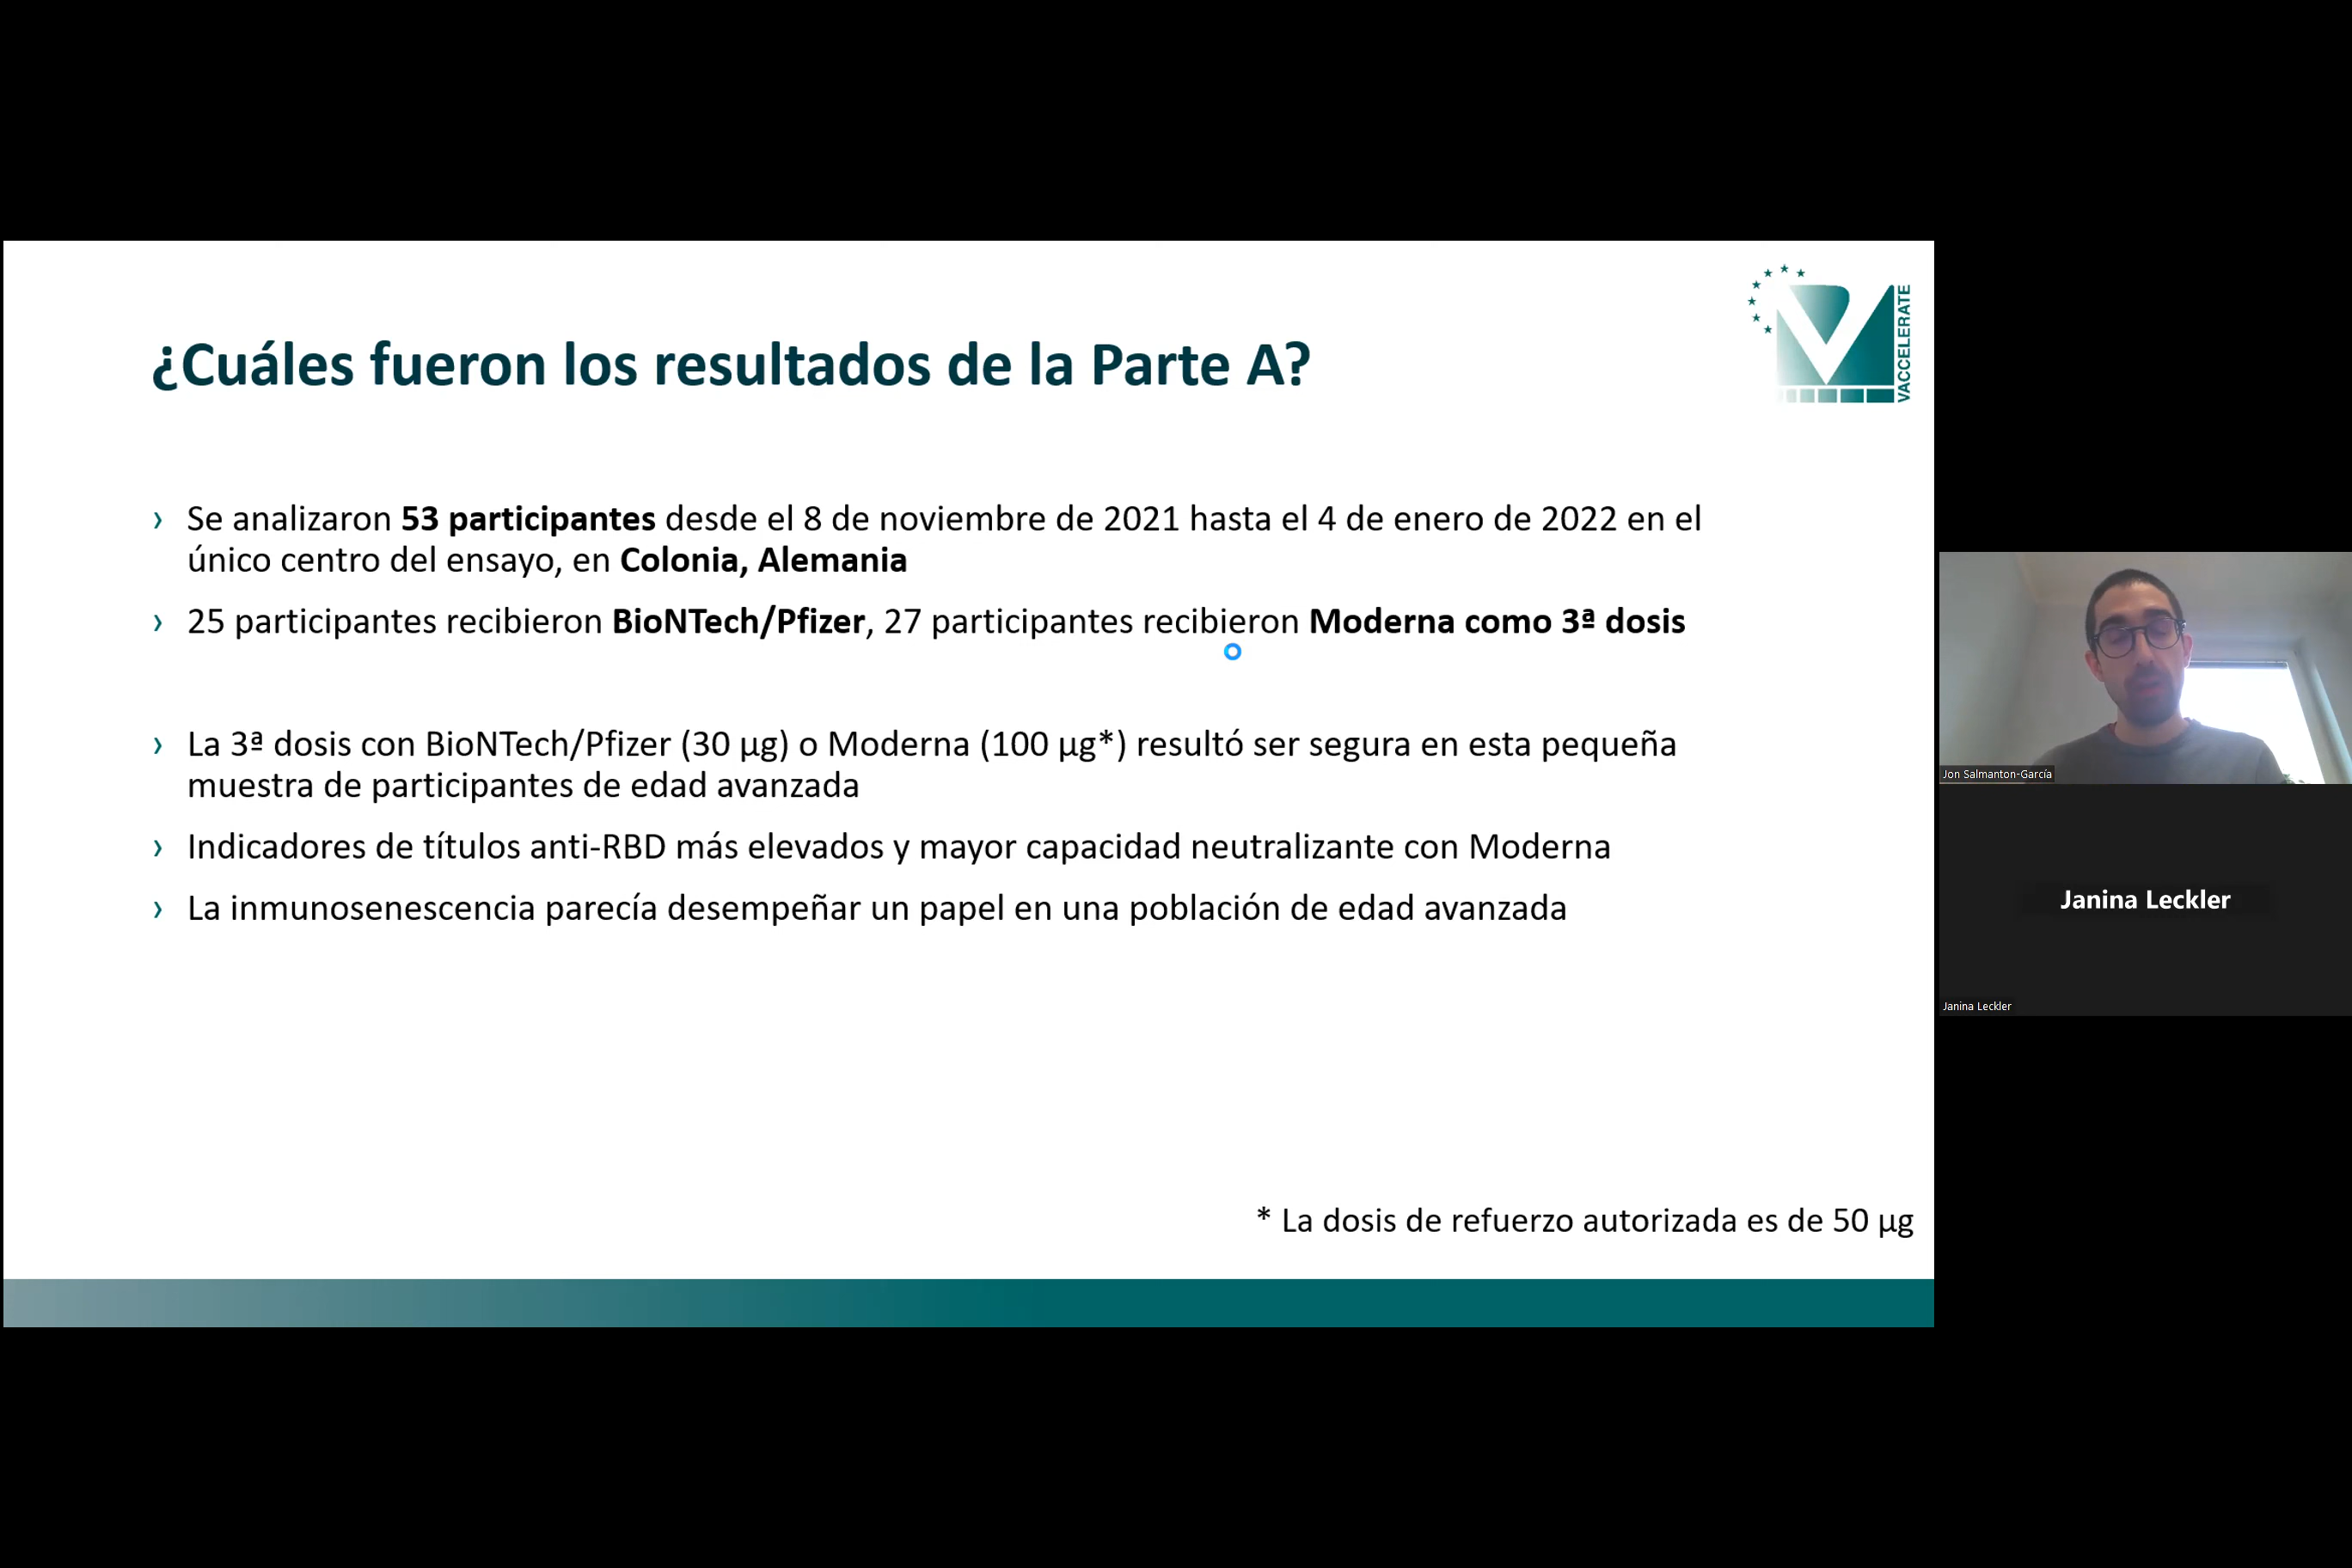 ¿Cuáles fueron los resultados de la Parte A?
VACCELERATE
› Se analizaron 53 participantes desde el 8 de noviembre de 2021 hasta el 4 de enero de 2022 en el
único centro del ensayo, en Colonia, Alemania
› 25 participantes recibieron BioNTech/Pfizer, 27 participantes recibieron Moderna como 3ª dosis
› La 3ª dosis con BioNTech/Pfizer (30 µg) o Moderna (100 µg*) resultó ser segura en esta pequeña
muestra de participantes de edad avanzada
› Indicadores de títulos anti-RBD más elevados y mayor capacidad neutralizante con Moderna
› La inmunosenescencia parecía desempeñar un papel en una población de edad avanzada
* La dosis de refuerzo autorizada es de 50 µg
Jon Salmanton-García
Janina Leckler
Janina Leckler